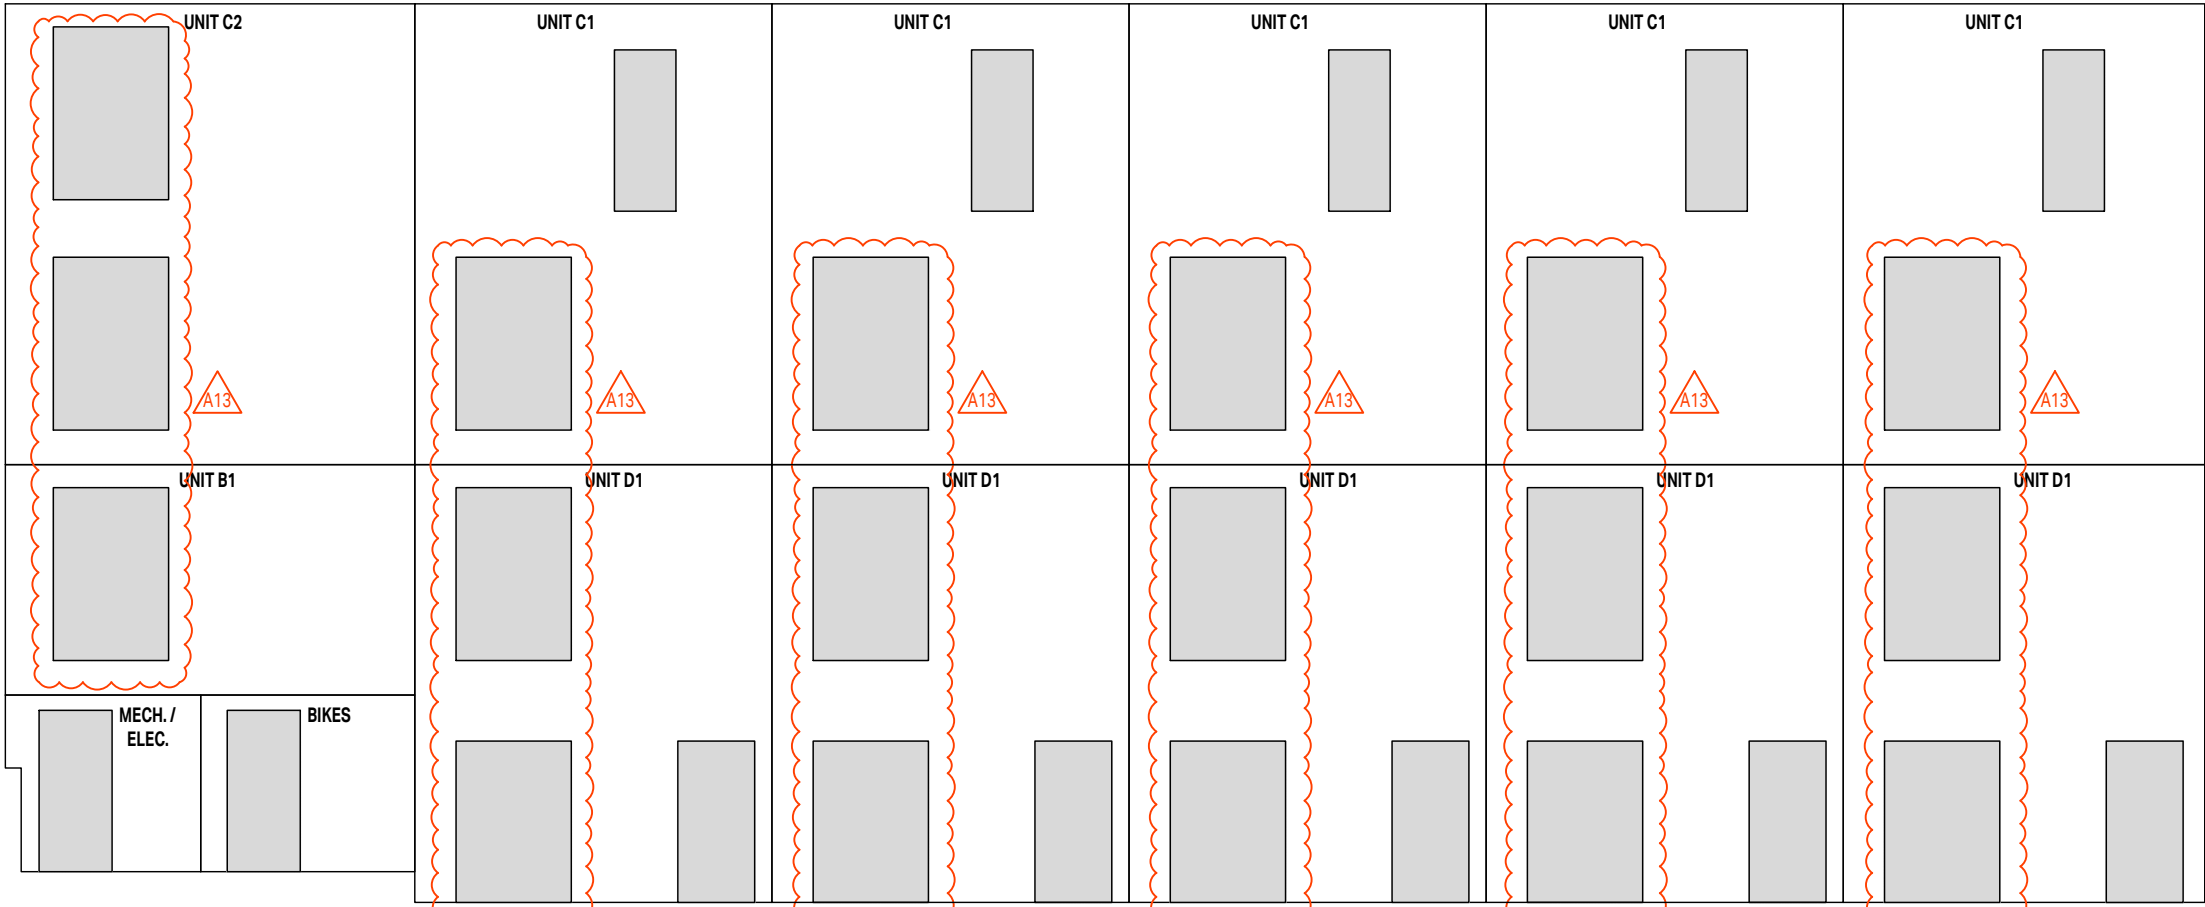 UNIT C2
UNIT C1
UNIT C1
UNIT C1
UNIT C1
UNIT C1
A13
A13
A13
A13
A13
A13
UNIT B1
UNIT D1
UNIT D1
UNIT D1
UNIT D1
UNIT D1
MECH. /
ELEC.
BIKES